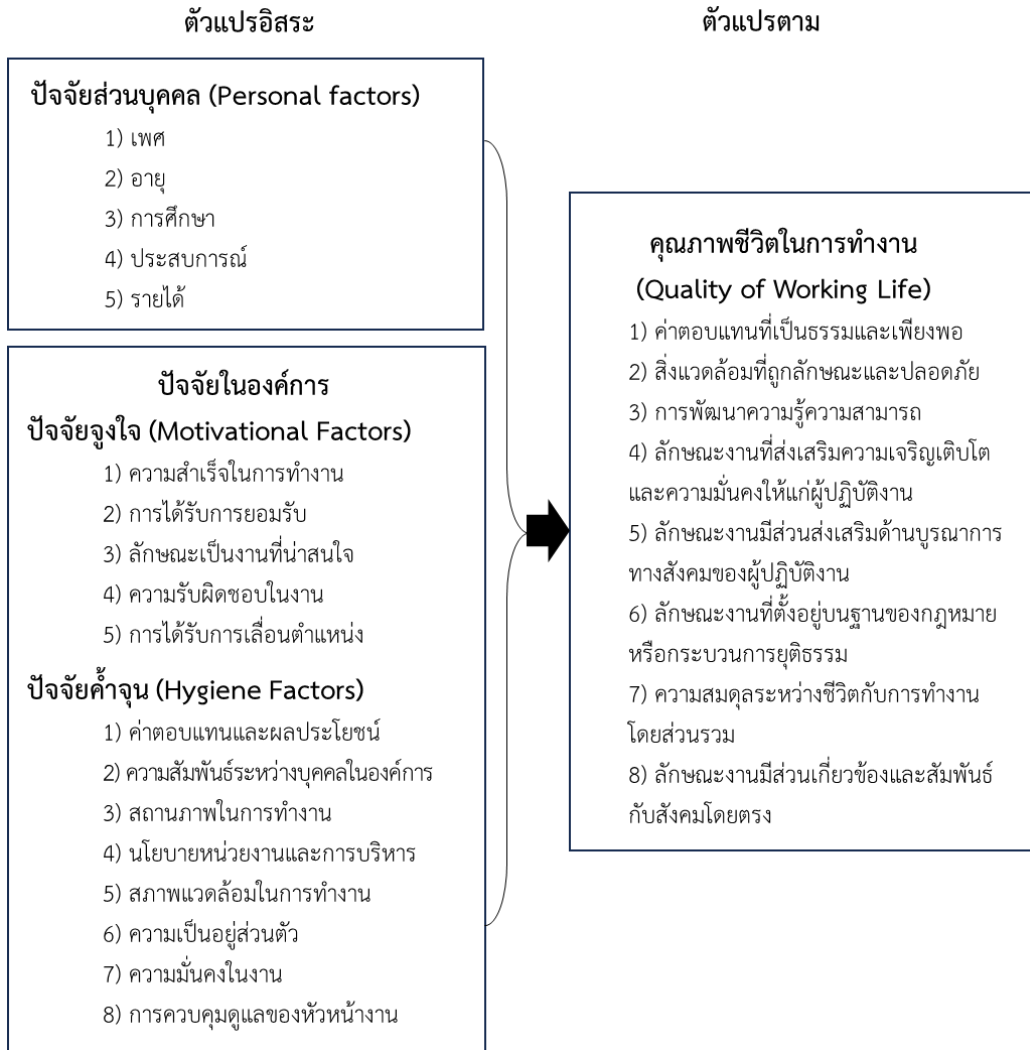 ตัวแปรอิสระ
ปัจจัยส่วนบุคคล (Personal factors)
1) เพศ
2) อายุ
3) การศึกษา
4) ประสบการณ์
5) รายได้
ปัจจัยในองค์การ
ปัจจัยจูงใจ (Motivational Factors)
1) ความสำเร็จในการทำงาน
2) การได้รับการยอมรับ
3) ลักษณะเป็นงานที่น่าสนใจ
4) ความรับผิดชอบในงาน
5) การได้รับการเลื่อนตำแหน่ง
ปัจจัยค้ำจุน (Hygiene Factors)
1) ค่าตอบแทนและผลประโยชน์
2) ความสัมพันธ์ระหว่างบุคคลในองค์การ
3) สถานภาพในการทำงาน
4) นโยบายหน่วยงานและการบริหาร
5) สภาพแวดล้อมในการทำงาน
6) ความเป็นอยู่ส่วนตัว
7) ความมั่นคงในงาน
8) การควบคุมดูแลของหัวหน้างาน
ตัวแปรตาม
คุณภาพชีวิตในการทำงาน
(Quality of Working Life)
1) ค่าตอบแทนที่เป็นธรรมและเพียงพอ
2) สิ่งแวดล้อมที่ถูกลักษณะและปลอดภัย
3) การพัฒนาความรู้ความสามารถ
4) ลักษณะงานที่ส่งเสริมความเจริญเติบโต
และความมั่นคงให้แก่ผู้ปฏิบัติงาน
5) ลักษณะงานมีส่วนส่งเสริมด้านบูรณาการ
ทางสังคมของผู้ปฏิบัติงาน
6) ลักษณะงานที่ตั้งอยู่บนฐานของกฎหมาย
หรือกระบวนการยุติธรรม
7) ความสมดุลระหว่างชีวิตกับการทำงาน
โดยส่วนรวม
8) ลักษณะงานมีส่วนเกี่ยวข้องและสัมพันธ์
กับสังคมโดยตรง